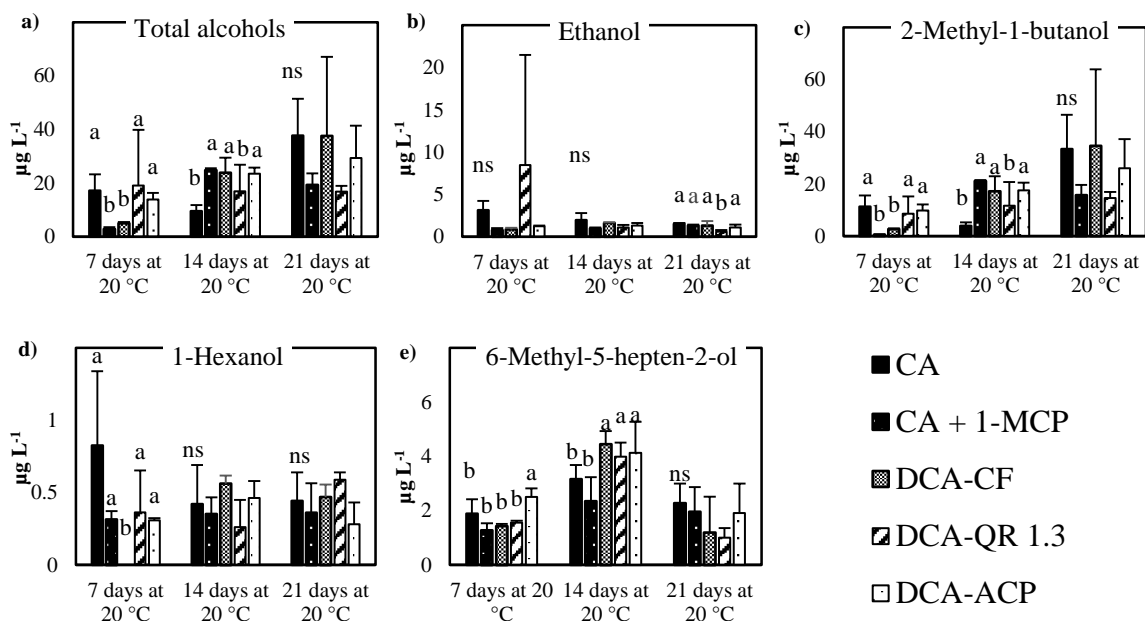 a) Total alcohols
µg L-1
60
40
20
0
a b b a a
b a a b a
ns
7 days at 20 °C
14 days at 20 °C
21 days at 20 °C
b) Ethanol
µg L-1
20
15
10
5
0
ns
ns
a a a b a
7 days at 20 °C
14 days at 20 °C
21 days at 20 °C
c) 2-Methyl-1-butanol
µg L-1
60
40
20
0
a b b a a
b a a b a
ns
7 days at 20 °C
14 days at 20 °C
21 days at 20 °C
d) 1-Hexanol
µg L-1
1
0.5
0
a a b a a
ns
ns
7 days at 20 °C
14 days at 20 °C
21 days at 20 °C
e) 6-Methyl-5-hepten-2-ol
µg L-1
6
4
2
0
b b b b a
b b a a a
ns
7 days at 20 °C
14 days at 20 °C
21 days at 20 °C
CA
CA + 1-MCP
DCA-CF
DCA-QR 1.3
DCA-ACP